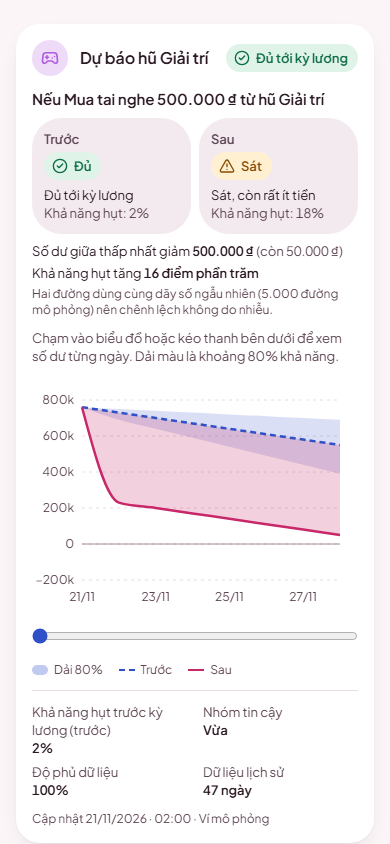 Dự báo hũ Giải trí
Đủ tới kỳ lương
Nếu Mua tai nghe 500.000 ₫ từ hũ Giải trí
Trước
Đủ
Đủ tới kỳ lương
Khả năng hụt: 2%
Sau
Sát
Sát, còn rất ít tiền
Khả năng hụt: 18%
Số dư giữa thấp nhất giảm 500.000 ₫ (còn 50.000 ₫)
Khả năng hụt tăng 16 điểm phần trăm
Hai đường dùng cùng dãy số ngẫu nhiên (5.000 đường
mô phỏng) nên chênh lệch không do nhiễu.
Chạm vào biểu đồ hoặc kéo thanh bên dưới để xem
số dư từng ngày. Dải màu là khoảng 80% khả năng.
800k
600k
400k
200k
0
-200k
21/11 23/11 25/11 27/11
Dải 80% Trước Sau
Khả năng hụt trước kỳ
lương (trước)
2%
Nhóm tin cậy
Vừa
Độ phủ dữ liệu
100%
Dữ liệu lịch sử
47 ngày
Cập nhật 21/11/2026 · 02:00 · Ví mô phỏng